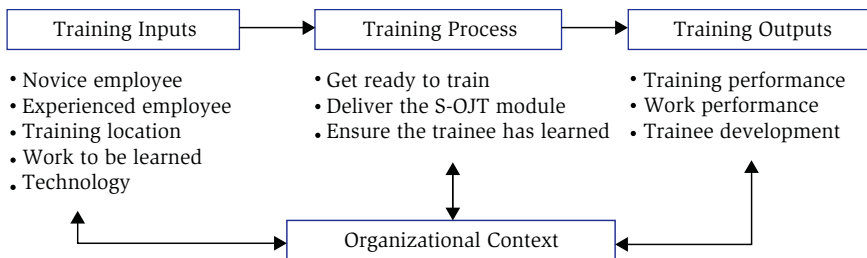 Training Inputs
Training Process
Training Outputs
• Novice employee
• Experienced employee
• Training location
• Work to be learned
• Technology
• Get ready to train
• Deliver the S-OJT module
• Ensure the trainee has learned
• Training performance
• Work performance
• Trainee development
Organizational Context